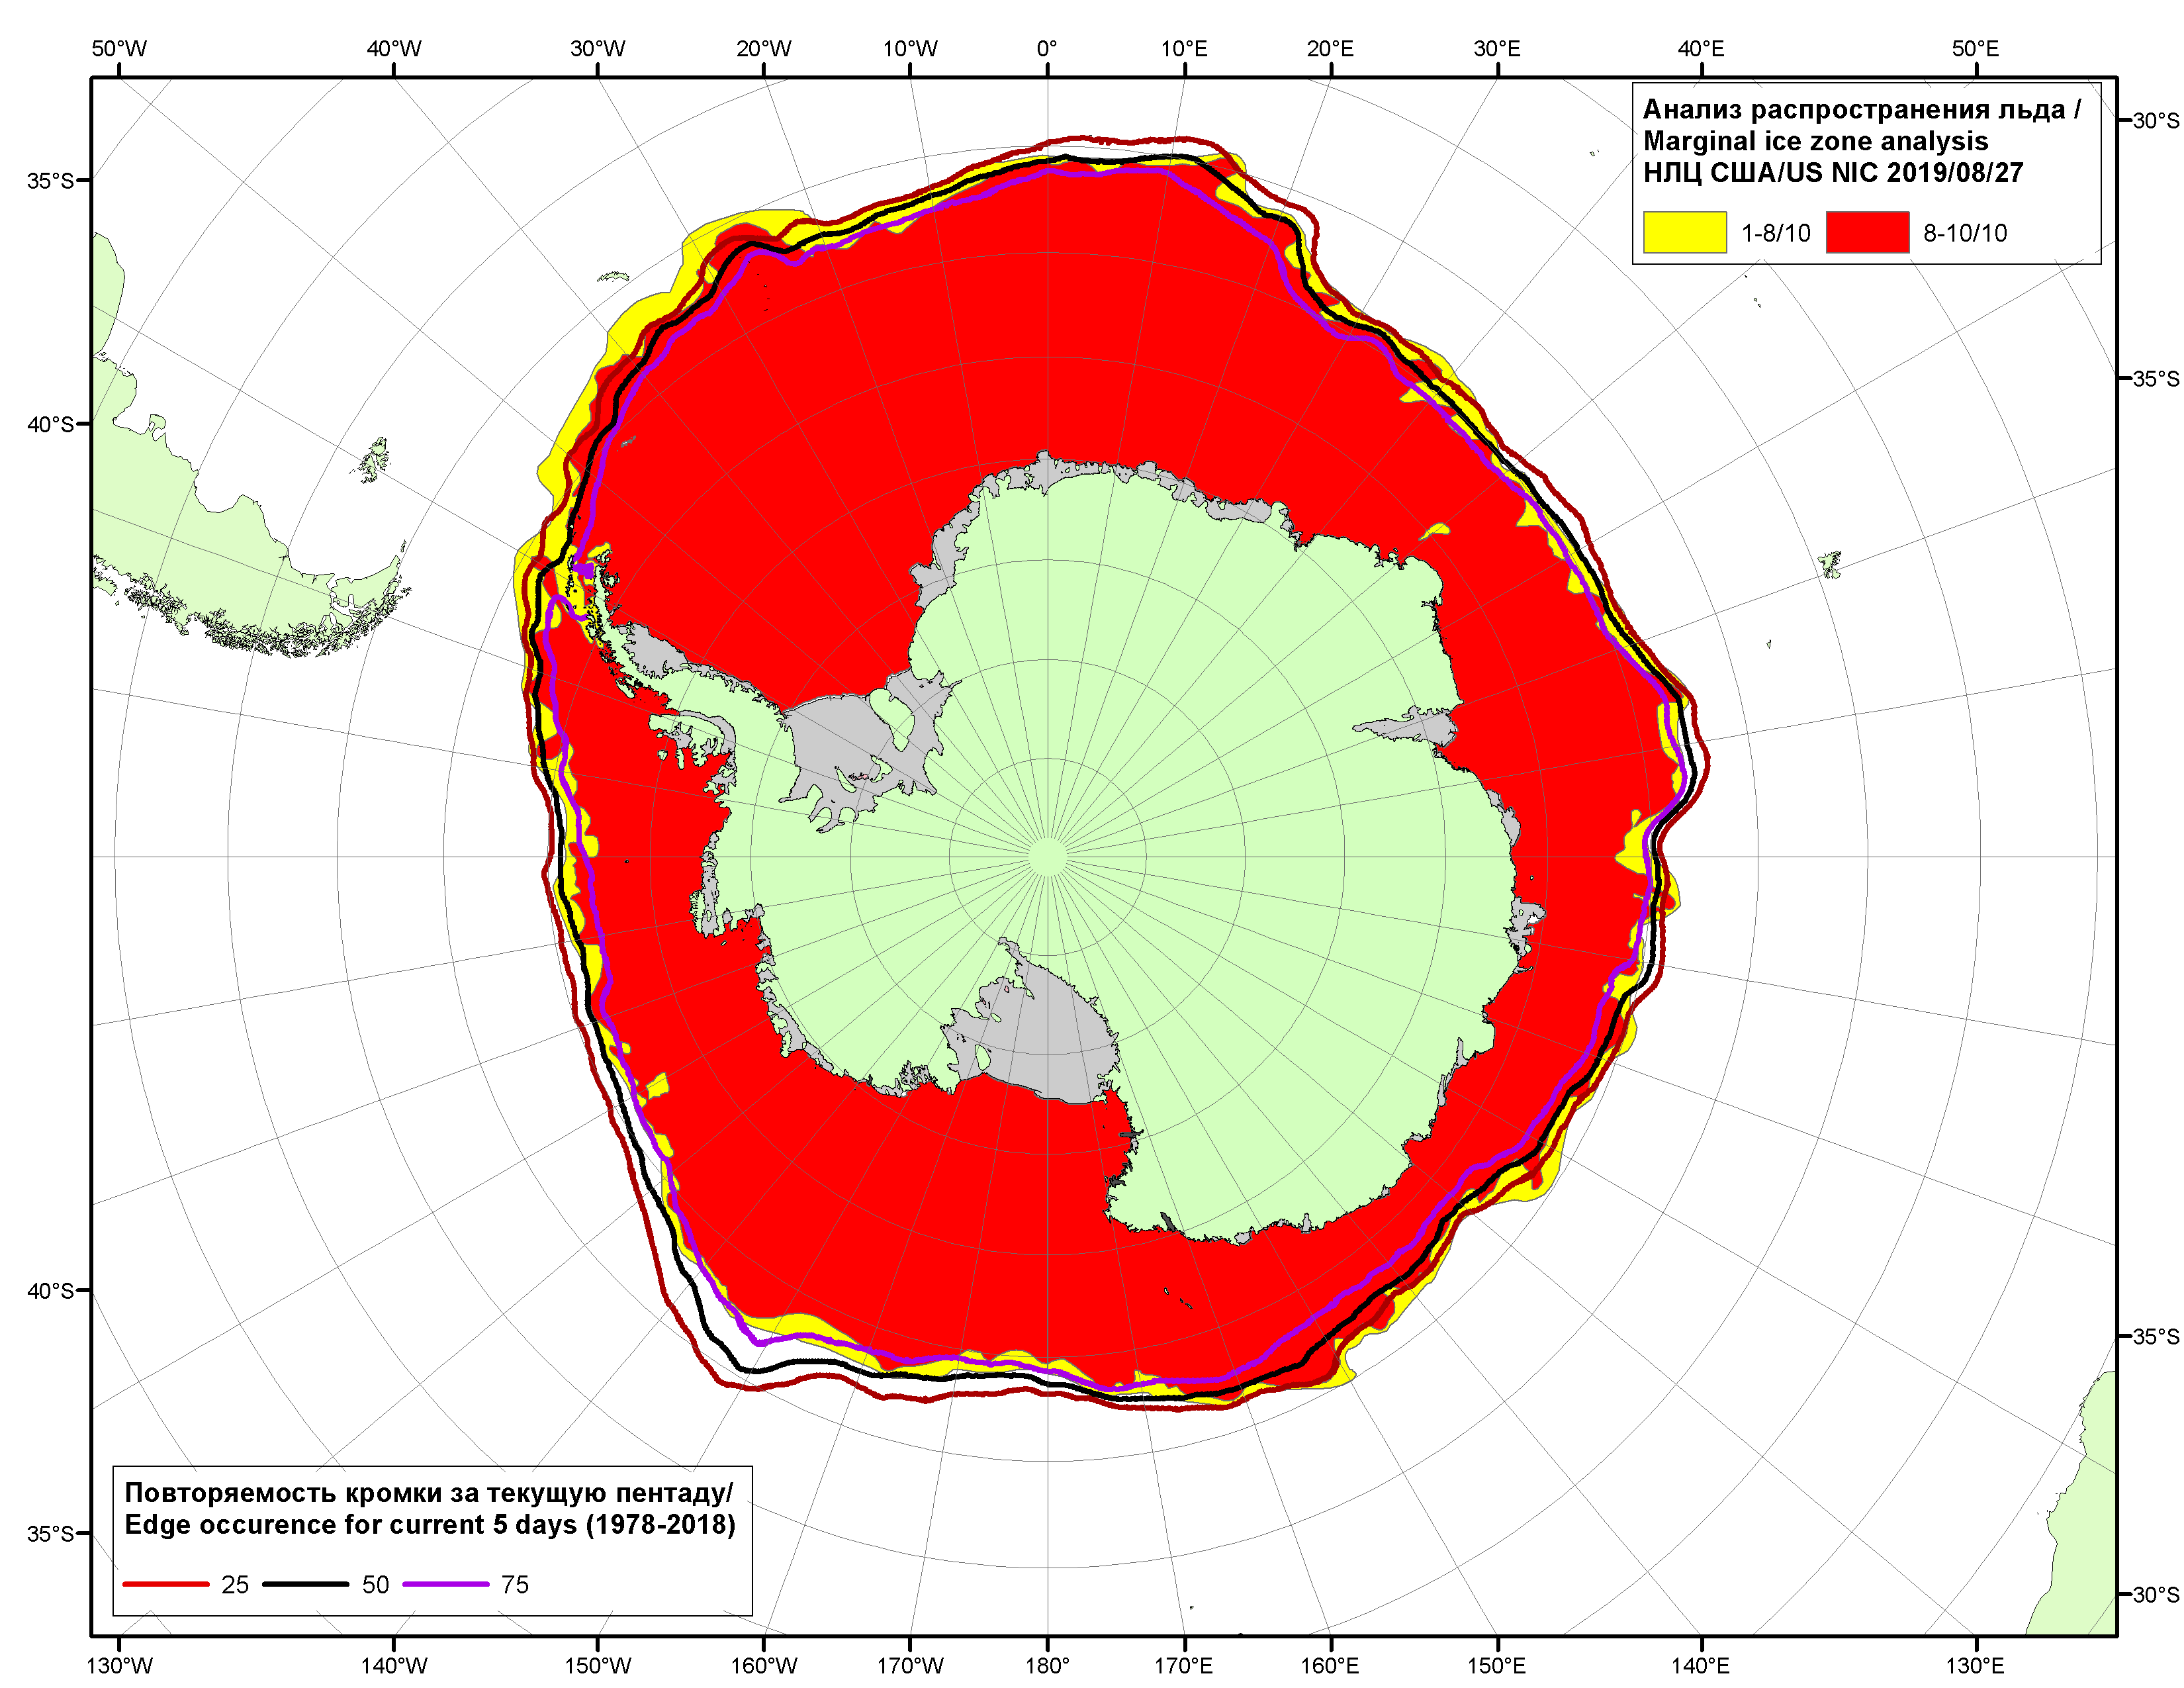 50°W 40°W 30°W 20°W 10°W 0° 10°E 20°E 30°E 40°E 50°E
Анализ распространения льда /
Marginal ice zone analysis
НЛЦ США/US NIC 2019/08/27
1-8/10 8-10/10
30°S
35°S
35°S
40°S
40°S
35°S
35°S
30°S
Повторяемость кромки за текущую пентаду/
Edge occurence for current 5 days (1978-2018)
25 50 75
130°W 140°W 150°W 160°W 170°W 180° 170°E 160°E 150°E 140°E 130°E